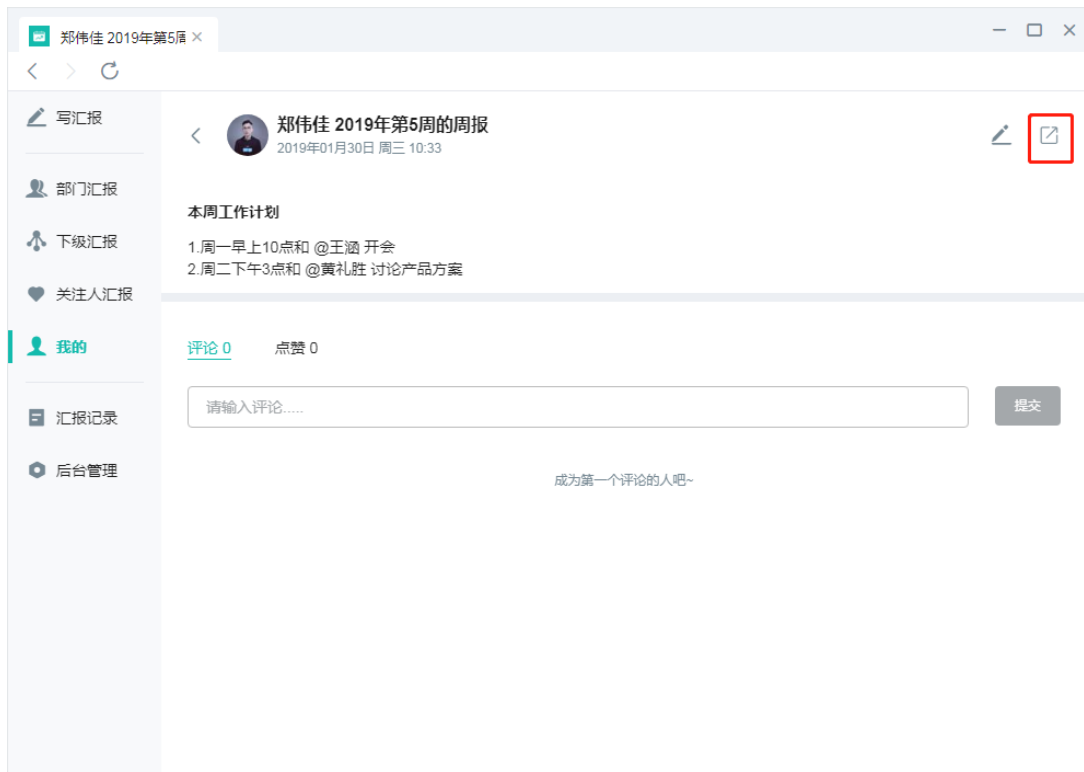 郑伟佳 2019年第5周
写汇报
部门汇报
下级汇报
关注人汇报
我的
汇报记录
后台管理
郑伟佳 2019年第5周的周报
2019年01月30日 周三 10:33
本周工作计划
1.周一早上10点和 @王涵 开会
2.周二下午3点和 @黄礼胜 讨论产品方案
评论 0 点赞 0
请输入评论..... 提交
成为第一个评论的人吧~